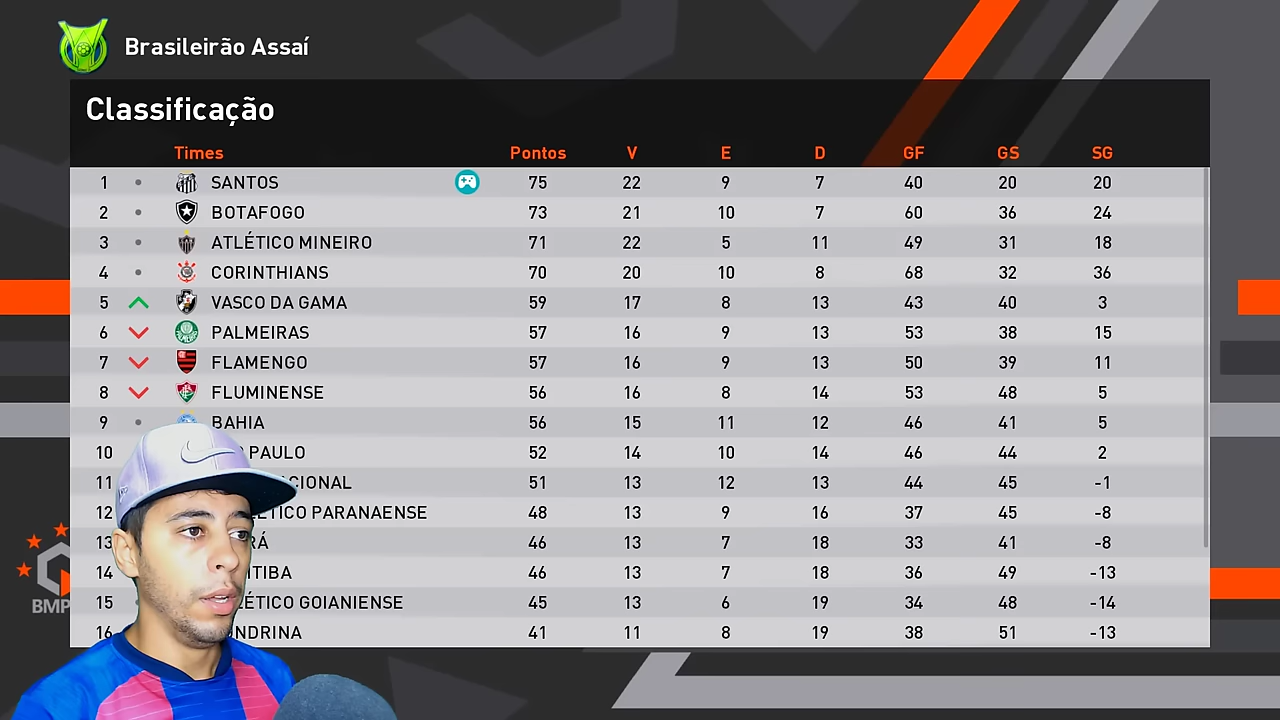 Brasileirão Assaí
Classificação
Times Pontos V E D GF GS SG
1 SANTOS 75 22 9 7 40 20 20
2 BOTAFOGO 73 21 10 7 60 36 24
3 ATLÉTICO MINEIRO 71 22 5 11 49 31 18
4 CORINTHIANS 70 20 10 8 68 32 36
5 VASCO DA GAMA 59 17 8 13 43 40 3
6 PALMEIRAS 57 16 9 13 53 38 15
7 FLAMENGO 57 16 9 13 50 39 11
8 FLUMINENSE 56 16 8 14 53 48 5
9 BAHIA 56 15 11 12 46 41 5
10 PAULO 52 14 10 14 46 44 2
11 CIONAL 51 13 12 13 44 45 -1
12 ÉTICO PARANAENSE 48 13 9 16 37 45 -8
13 RÁ 46 13 7 18 33 41 -8
14 ITIBA 46 13 7 18 36 49 -13
15 LÉTICO GOIANIENSE 45 13 6 19 34 48 -14
16 NDRINA 41 11 8 19 38 51 -13
BMP